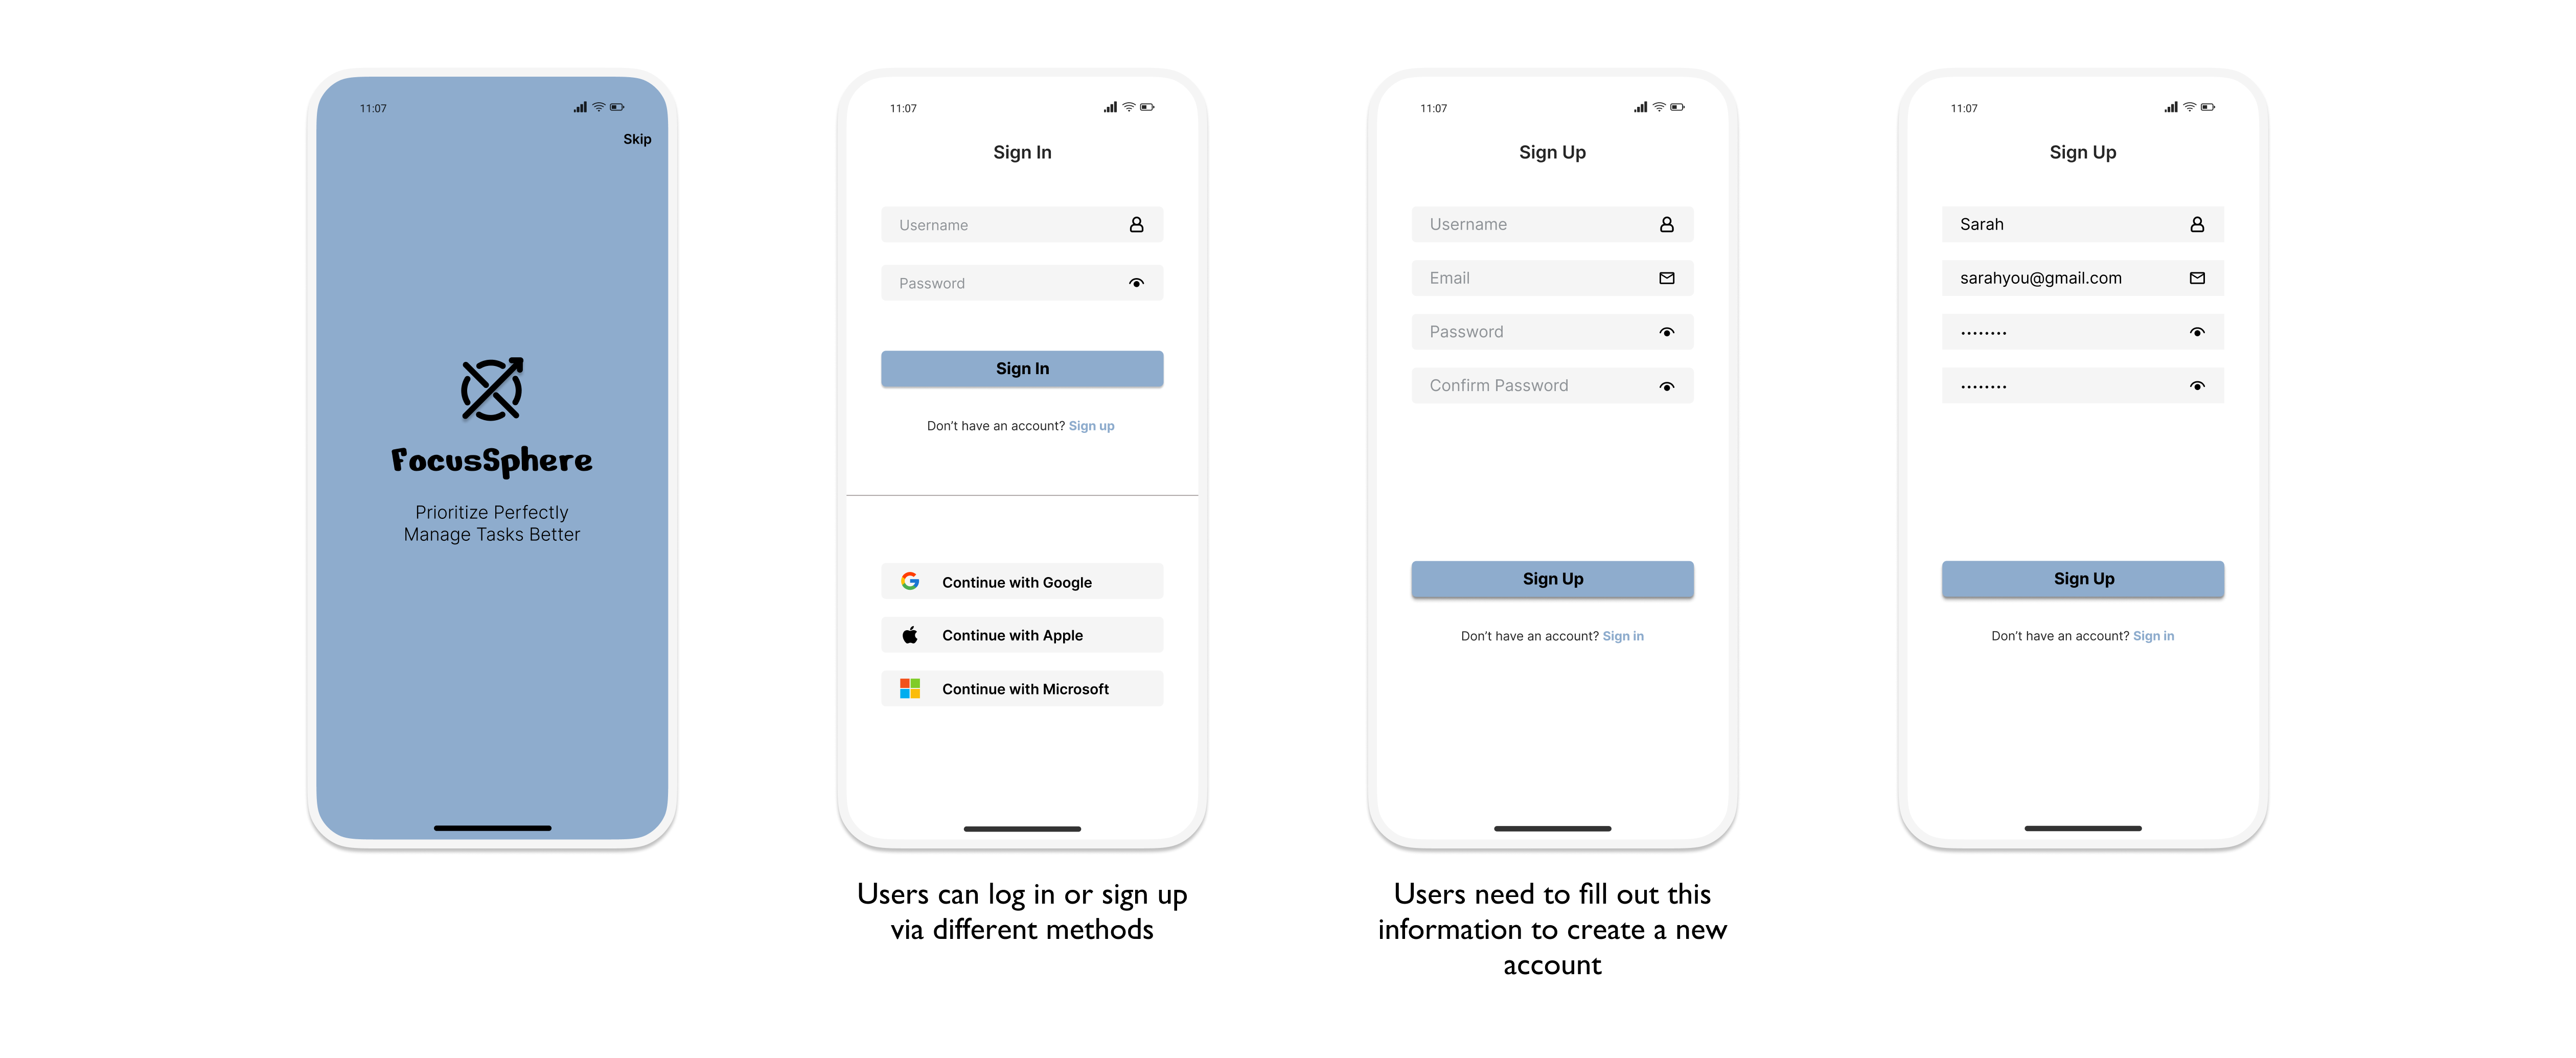 11:07
Skip
FocusSphere
Prioritize Perfectly
Manage Tasks Better
11:07
Sign In
Username
Password
Sign In
Don’t have an account? Sign up
Continue with Google
Continue with Apple
Continue with Microsoft
Users can log in or sign up
via different methods
11:07
Sign Up
Username
Email
Password
Confirm Password
Sign Up
Don’t have an account? Sign in
Users need to fill out this
information to create a new
account
11:07
Sign Up
Sarah
sarahyou@gmail.com
••••••••
••••••••
Sign Up
Don’t have an account? Sign in